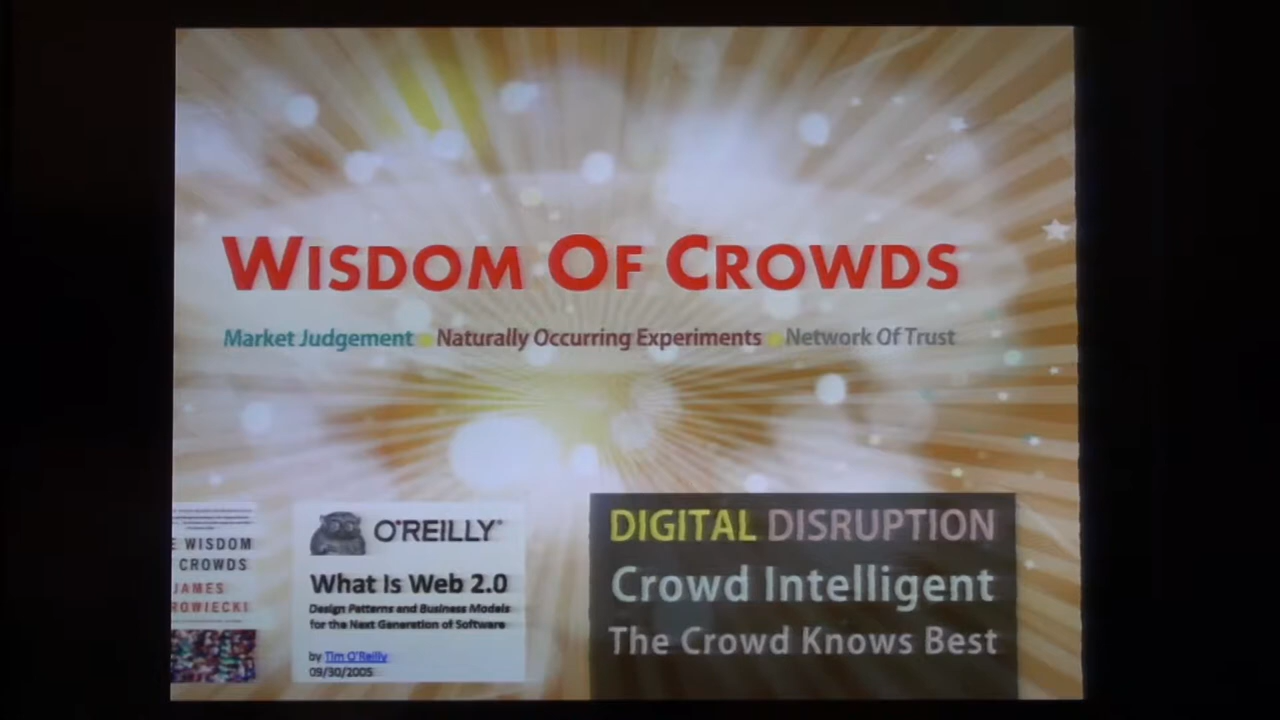 WISDOM OF CROWDS
Market Judgement Naturally Occurring Experiments Network Of Trust
E WISDOM
CROWDS
JAMES
ROWIECKI
O'REILLY
What Is Web 2.0
Design Patterns and Business Models
for the Next Generation of Software
by Tim O'Reilly
09/30/2005
DIGITAL DISRUPTION
Crowd Intelligent
The Crowd Knows Best